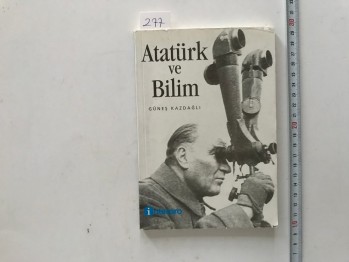 277
Atatürk
ve
Bilim
GÜNEŞ KAZDAĞLI